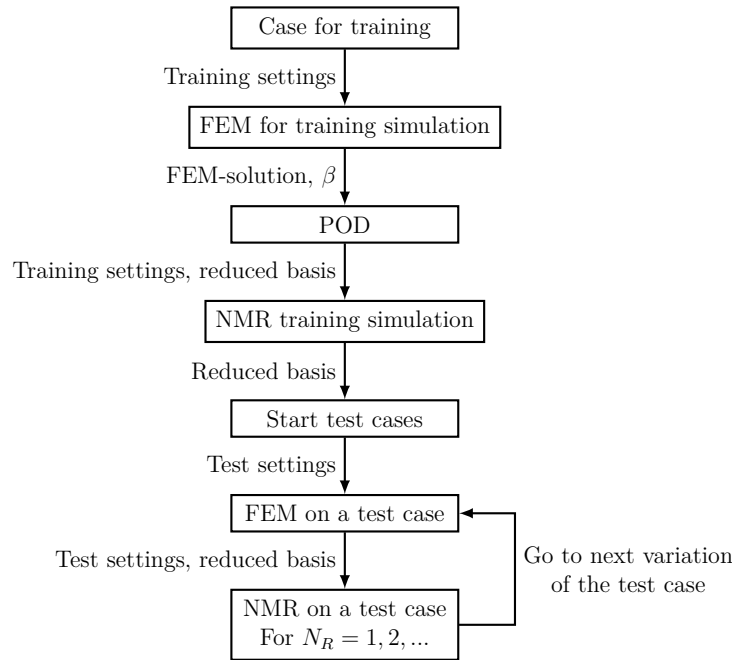 Case for training
Training settings
FEM for training simulation
FEM-solution, β
POD
Training settings, reduced basis
NMR training simulation
Reduced basis
Start test cases
Test settings
FEM on a test case
Test settings, reduced basis
Go to next variation
of the test case
NMR on a test case
For N_R = 1, 2, ...